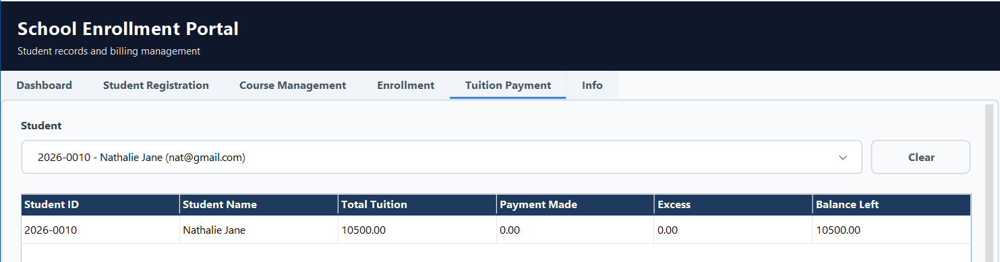 School Enrollment Portal
Student records and billing management
Dashboard Student Registration Course Management Enrollment Tuition Payment Info
Student
2026-0010 - Nathalie Jane (nat@gmail.com) Clear
Student ID Student Name Total Tuition Payment Made Excess Balance Left
2026-0010 Nathalie Jane 10500.00 0.00 0.00 10500.00